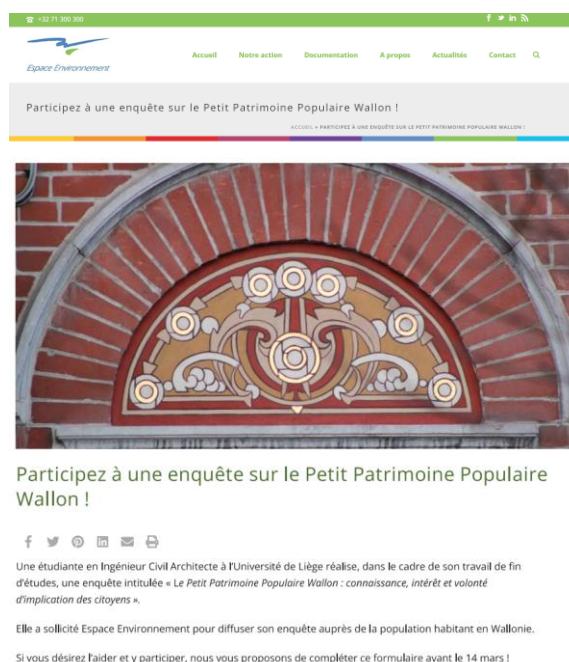 +32 71 300 300
Espace Environnement
Accueil Notre action Documentation A propos Actualités Contact
Participez à une enquête sur le Petit Patrimoine Populaire Wallon !
ACCUEIL » PARTICIPEZ À UNE ENQUÊTE SUR LE PETIT PATRIMOINE POPULAIRE WALLON !
Participez à une enquête sur le Petit Patrimoine Populaire
Wallon !
Une étudiante en Ingénieur Civil Architecte à l'Université de Liège réalise, dans le cadre de son travail de fin
d'études, une enquête intitulée « Le Petit Patrimoine Populaire Wallon : connaissance, intérêt et volonté
d'implication des citoyens ».
Elle a sollicité Espace Environnement pour diffuser son enquête auprès de la population habitant en Wallonie.
Si vous désirez l'aider et y participer, nous vous proposons de compléter ce formulaire avant le 14 mars !